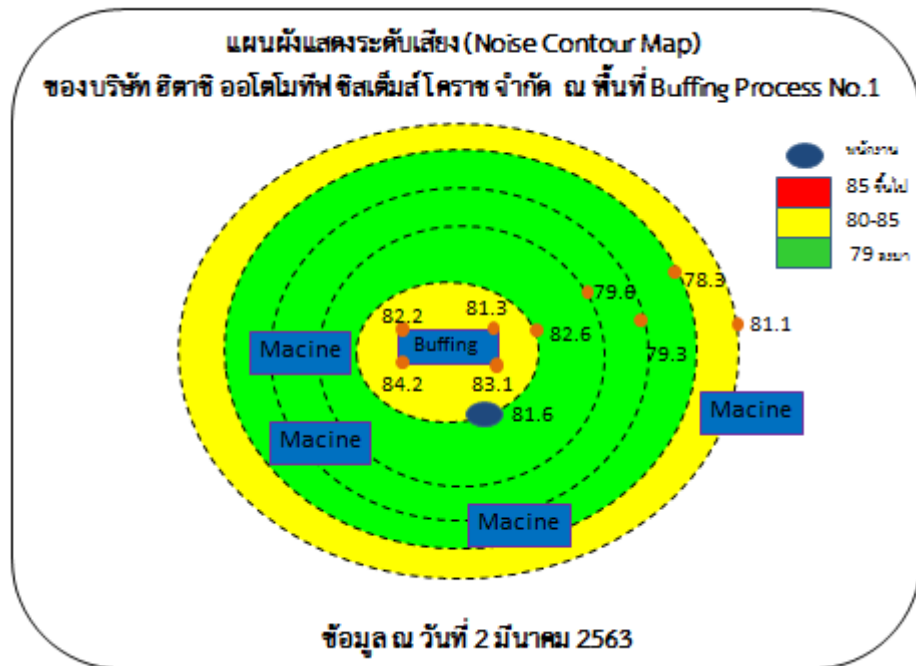 แผนผังแสดงระดับเสียง (Noise Contour Map)
ของบริษัท ฮิตาชิ ออโตโมทีฟ ซิสเต็มส์ โคราช จำกัด ณ พื้นที่ Buffing Process No.1
พนักงาน
85 ขึ้นไป
80-85
79 ลงมา
78.3
79.6
82.2
81.3
81.1
82.6
Buffing
79.3
Macine
84.2
83.1
81.6
Macine
Macine
Macine
ข้อมูล ณ วันที่ 2 มีนาคม 2563